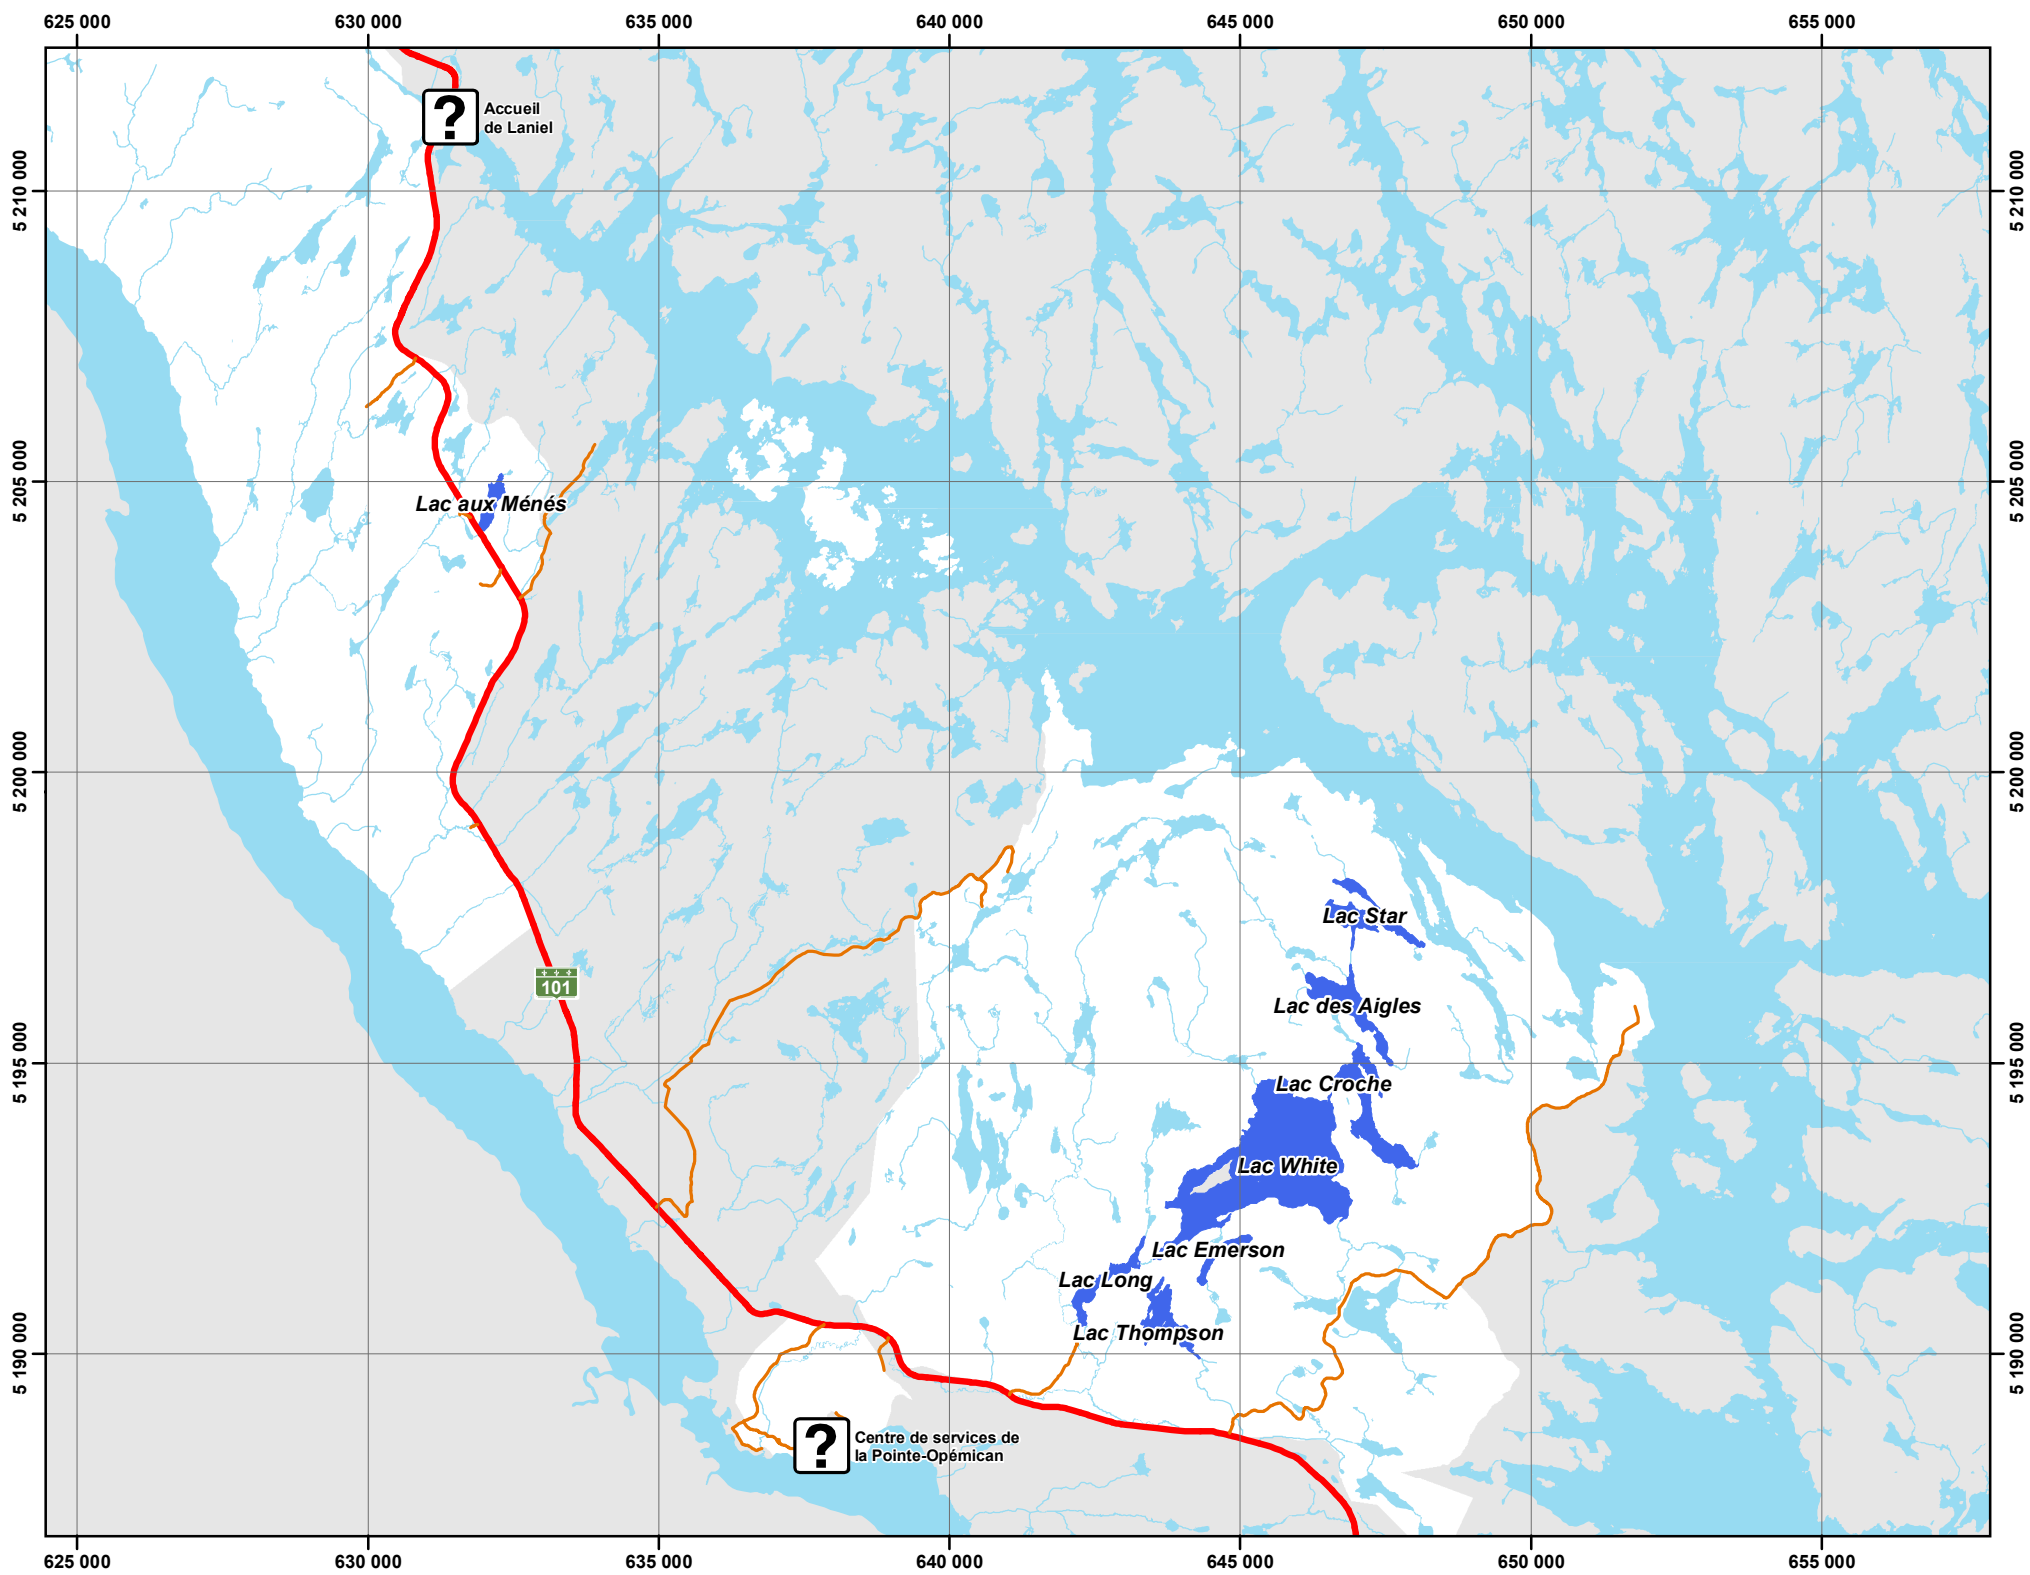 625 000 630 000 635 000 640 000 645 000 650 000 655 000
Accueil
de Laniel
?
5 210 000 5 210 000
5 205 000 5 205 000
Lac aux Ménés
5 200 000 5 200 000
Lac Star
101
Lac des Aigles
5 195 000 5 195 000
Lac Croche
Lac White
Lac Emerson
Lac Long
Lac Thompson
5 190 000 5 190 000
?
Centre de services de
la Pointe-Opémican
625 000 630 000 635 000 640 000 645 000 650 000 655 000